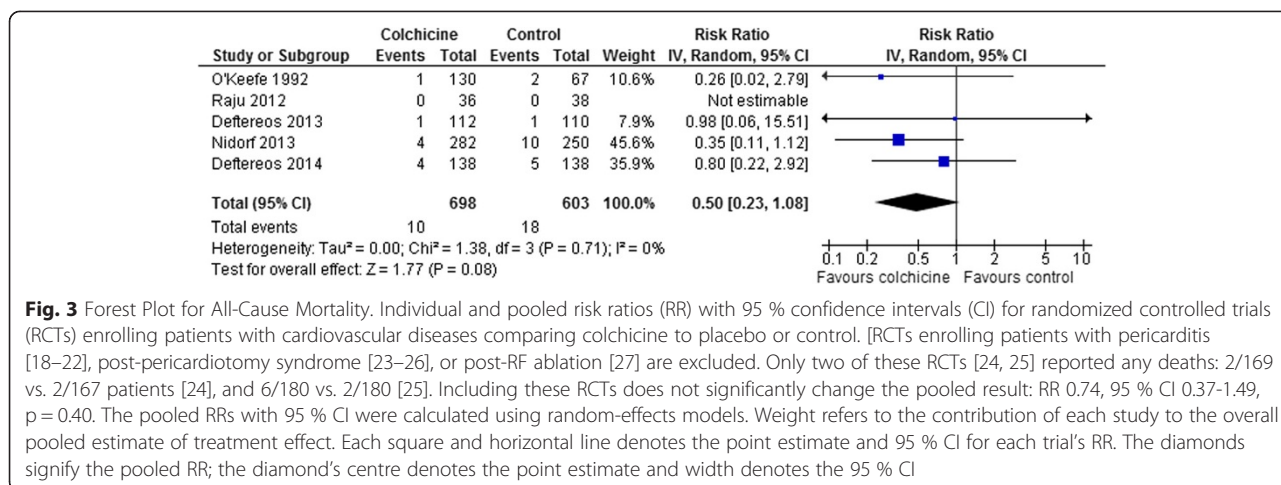 Colchicine Control Risk Ratio Risk Ratio
Study or Subgroup Events Total Events Total Weight IV, Random, 95% CI IV, Random, 95% CI
O'Keefe 1992 1 130 2 67 10.6% 0.26 [0.02, 2.79]
Raju 2012 0 36 0 38 Not estimable
Deftereos 2013 1 112 1 110 7.9% 0.98 [0.06, 15.51]
Nidorf 2013 4 282 10 250 45.6% 0.35 [0.11, 1.12]
Deftereos 2014 4 138 5 138 35.9% 0.80 [0.22, 2.92]
Total (95% CI) 698 603 100.0% 0.50 [0.23, 1.08]
Total events 10 18
Heterogeneity: Tau² = 0.00; Chi² = 1.38, df = 3 (P = 0.71); I² = 0%
Test for overall effect: Z = 1.77 (P = 0.08)
0.1 0.2 0.5 1 2 5 10
Favours colchicine Favours control
Fig. 3 Forest Plot for All-Cause Mortality. Individual and pooled risk ratios (RR) with 95 % confidence intervals (CI) for randomized controlled trials
(RCTs) enrolling patients with cardiovascular diseases comparing colchicine to placebo or control. [RCTs enrolling patients with pericarditis
[18–22], post-pericardiotomy syndrome [23–26], or post-RF ablation [27] are excluded. Only two of these RCTs [24, 25] reported any deaths: 2/169
vs. 2/167 patients [24], and 6/180 vs. 2/180 [25]. Including these RCTs does not significantly change the pooled result: RR 0.74, 95 % CI 0.37-1.49,
p = 0.40. The pooled RRs with 95 % CI were calculated using random-effects models. Weight refers to the contribution of each study to the overall
pooled estimate of treatment effect. Each square and horizontal line denotes the point estimate and 95 % CI for each trial's RR. The diamonds
signify the pooled RR; the diamond's centre denotes the point estimate and width denotes the 95 % CI